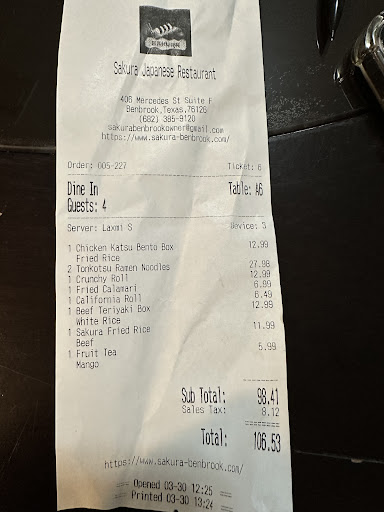 Sakura Japanese Restaurant
406 Mercedes St Suite F
Benbrook,Texas,76126
(682) 385-9120
sakurabenbrookowner@gmail.com
https://www.sakura-benbrook.com/
Order: 005-227 Ticket: 6
Dine In Table: A6
Guests: 4
Server: Laxmi S Device:
1 Chicken Katsu Bento Box 12.99
Fried Rice
2 Tonkotsu Ramen Noodles 27.98
1 Crunchy Roll 12.99
1 Fried Calamari 6.99
1 California Roll 6.49
1 Beef Teriyaki Box 12.99
White Rice
1 Sakura Fried Rice 11.99
Beef
1 Fruit Tea 5.99
Mango
Sub Total: 98.41
Sales Tax: 8.12
Total: 106.53
https://www.sakura-benbrook.com/
Opened 03-30 12:25
Printed 03-30 13:24